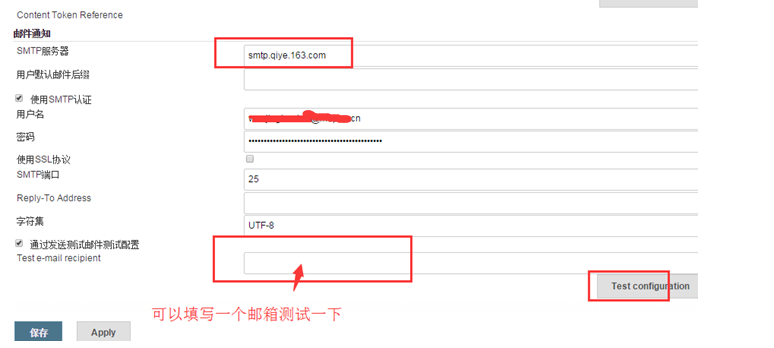 Content Token Reference
邮件通知
SMTP服务器
smtp.qiye.163.com
用户默认邮件后缀
使用SMTP认证
用户名
cn
密码
使用SSL协议
SMTP端口
25
Reply-To Address
字符集
UTF-8
通过发送测试邮件测试配置
Test e-mail recipient
Test configuration
可以填写一个邮箱测试一下
保存
Apply